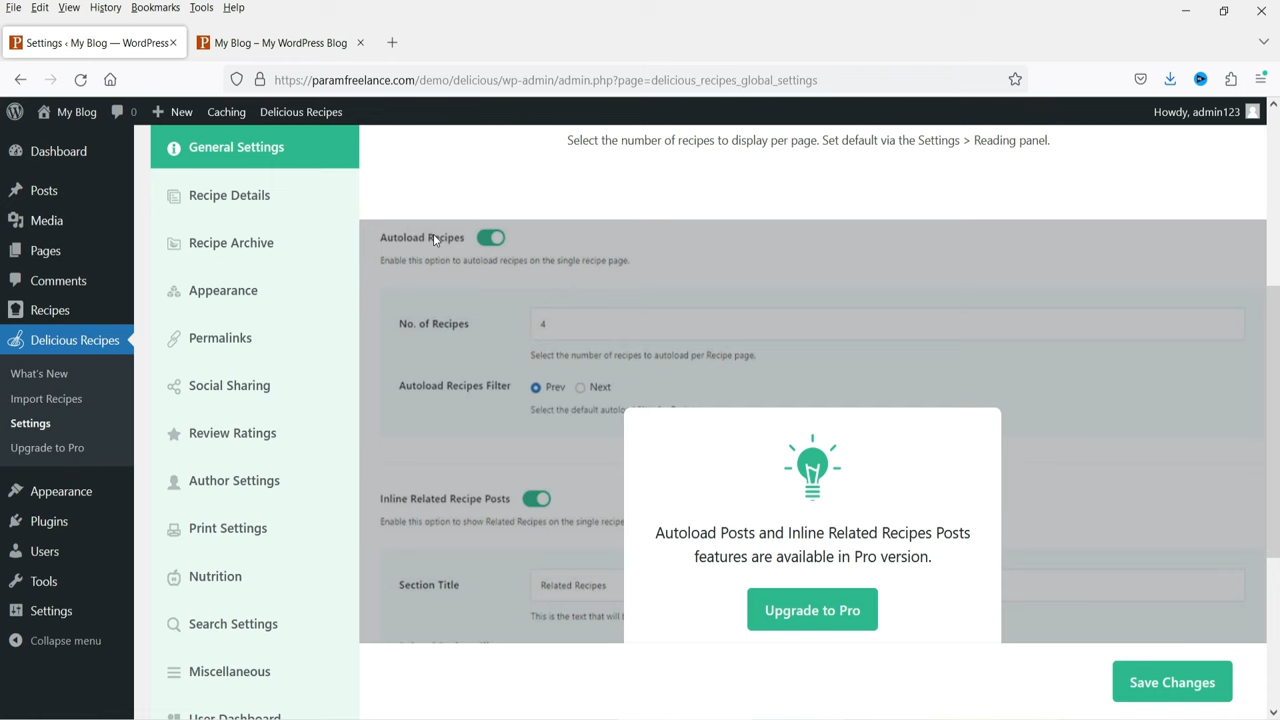 File Edit View History Bookmarks Tools Help
Settings ‹ My Blog — WordPress
My Blog – My WordPress Blog
https://paramfreelance.com/demo/delicious/wp-admin/admin.php?page=delicious_recipes_global_settings
My Blog 0 New Caching Delicious Recipes Howdy, admin123
Dashboard
Posts
Media
Pages
Comments
Recipes
Delicious Recipes
What's New
Import Recipes
Settings
Upgrade to Pro
Appearance
Plugins
Users
Tools
Settings
Collapse menu
General Settings
Recipe Details
Recipe Archive
Appearance
Permalinks
Social Sharing
Review Ratings
Author Settings
Print Settings
Nutrition
Search Settings
Miscellaneous
User Dashboard
Select the number of recipes to display per page. Set default via the Settings > Reading panel.
Autoload Recipes
Enable this option to autoload recipes on the single recipe page.
No. of Recipes 4
Select the number of recipes to autoload per Recipe page.
Autoload Recipes Filter Prev Next
Select the default
Inline Related Recipe Posts
Enable this option to show Related Recipes on the single recipe
Section Title Related Recipes
This is the text that will
Autoload Posts and Inline Related Recipes Posts
features are available in Pro version.
Upgrade to Pro
Save Changes